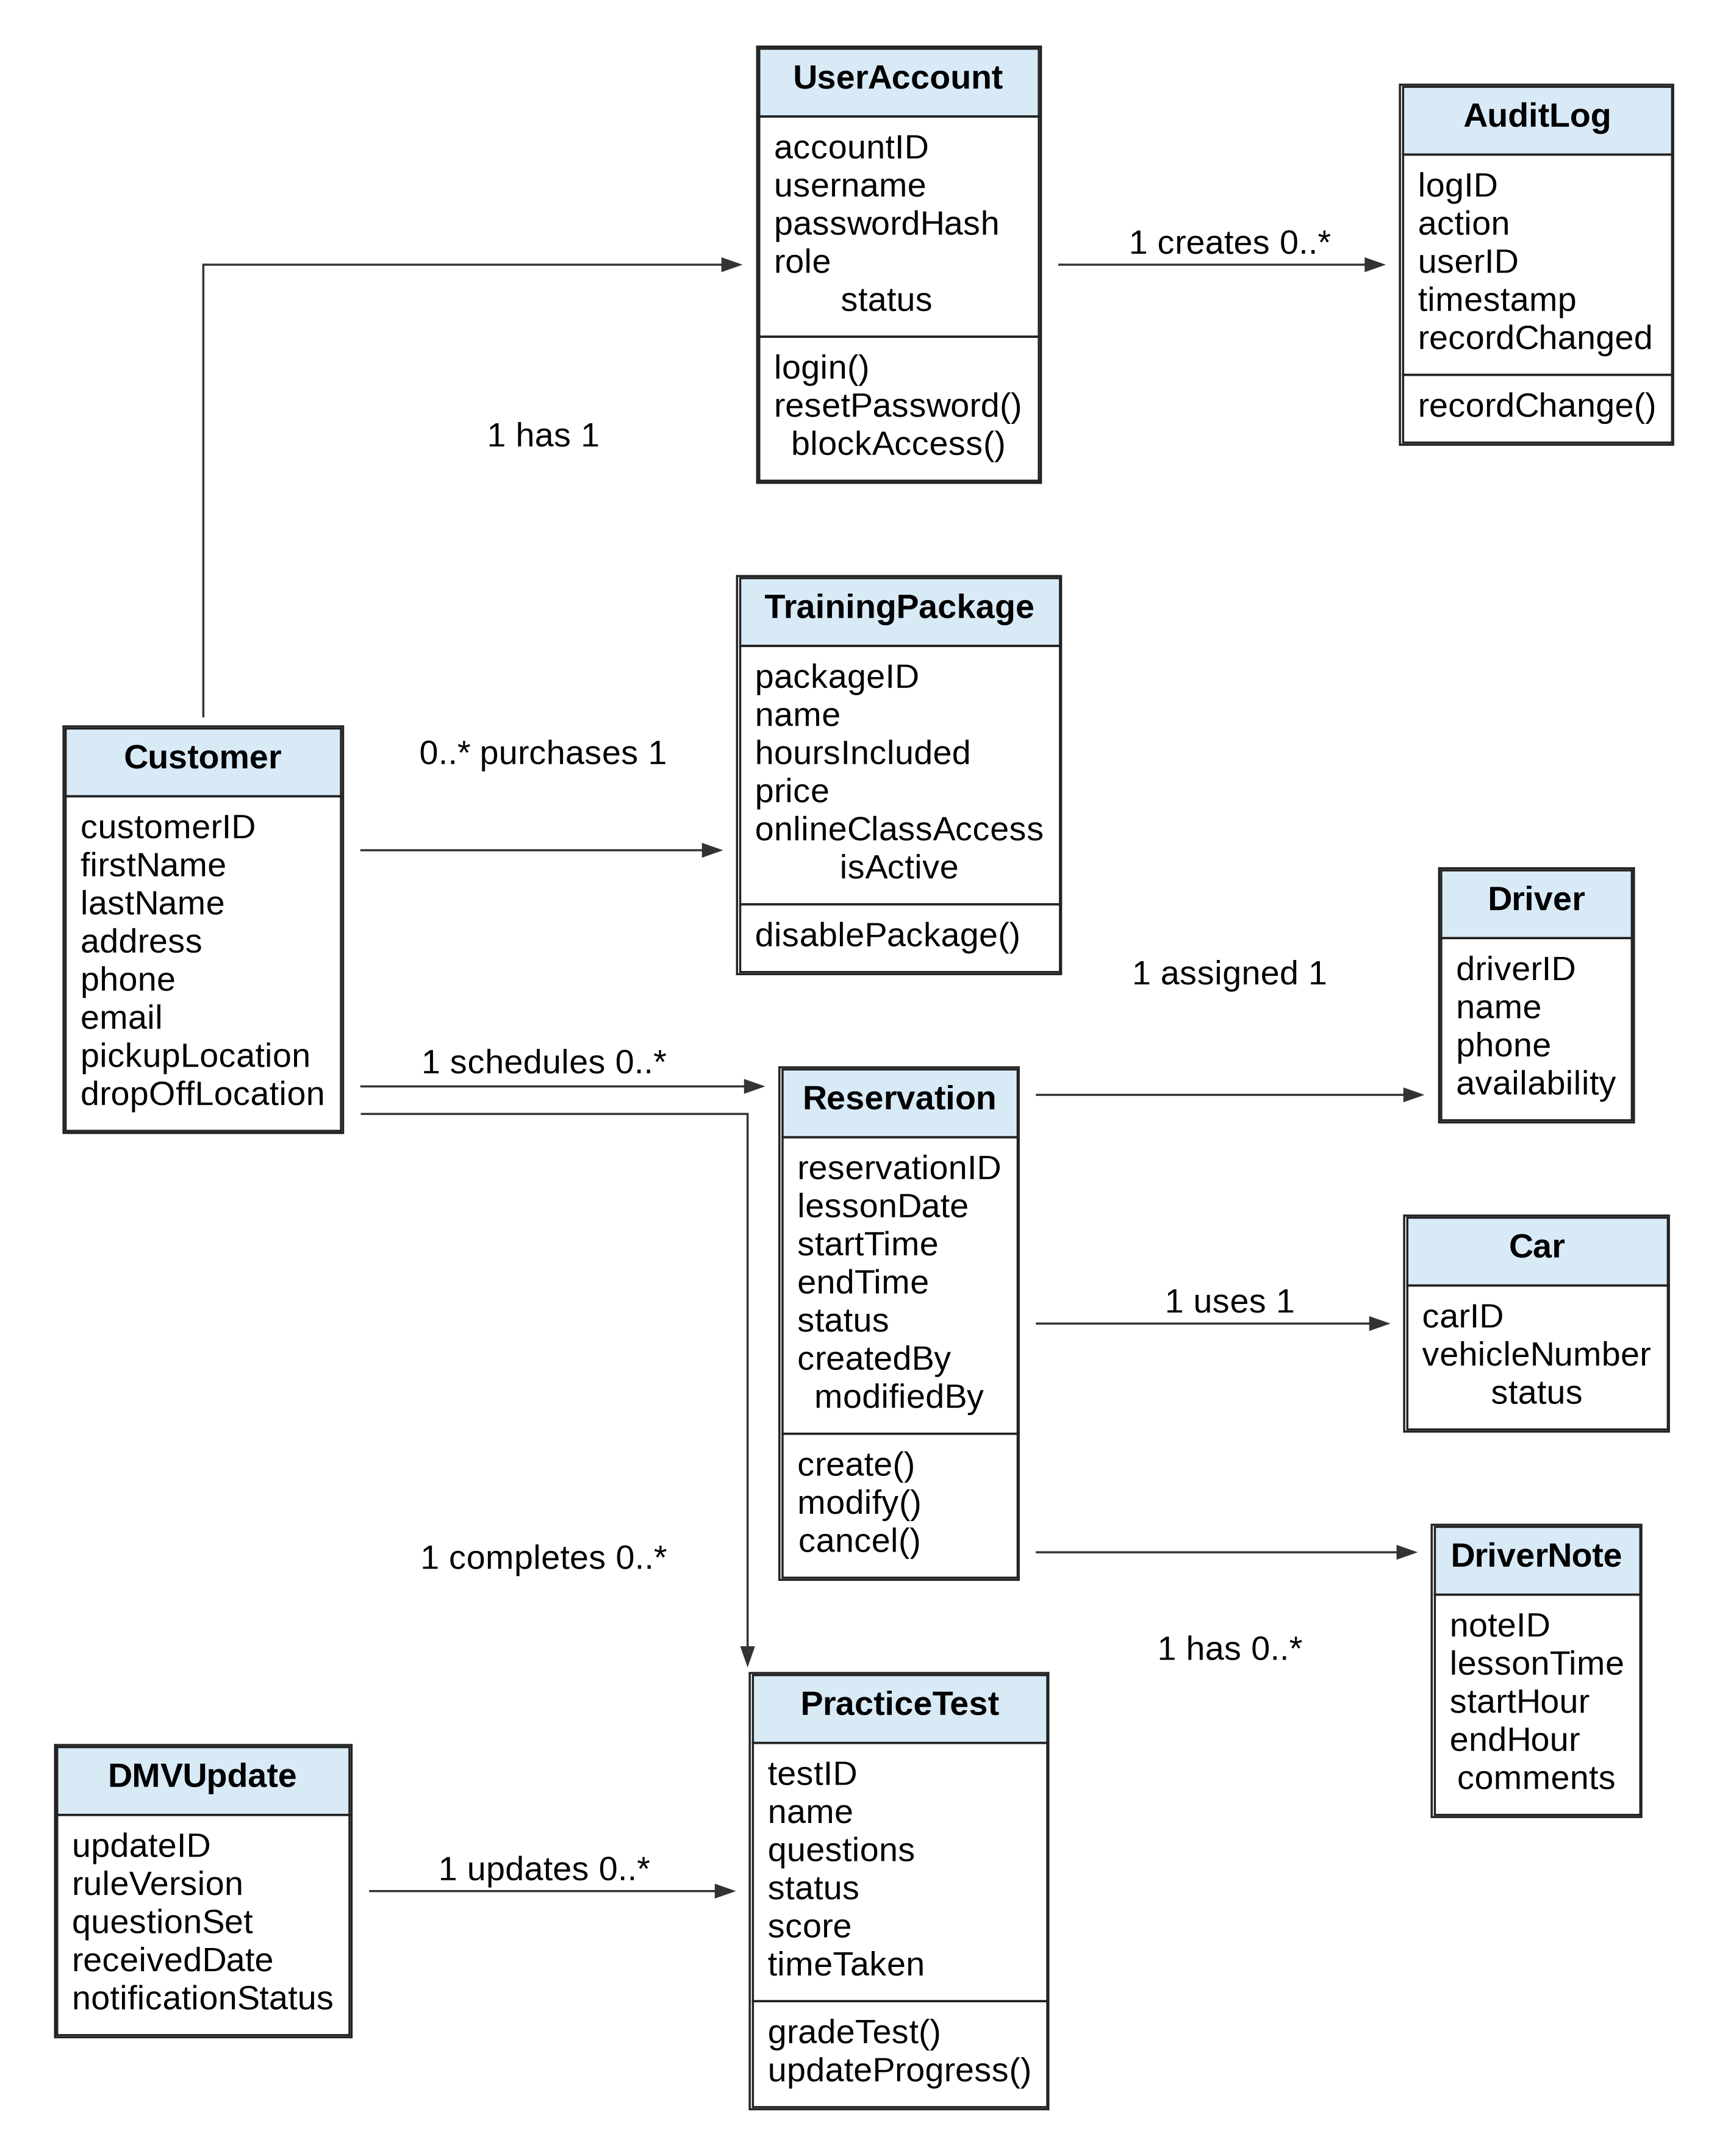 UserAccount
accountID
username
passwordHash
role
status
login()
resetPassword()
blockAccess()
AuditLog
logID
action
userID
timestamp
recordChanged
recordChange()
1 creates 0..*
1 has 1
TrainingPackage
packageID
name
hoursIncluded
price
onlineClassAccess
isActive
disablePackage()
0..* purchases 1
Customer
customerID
firstName
lastName
address
phone
email
pickupLocation
dropOffLocation
1 schedules 0..*
1 assigned 1
Driver
driverID
name
phone
availability
Reservation
reservationID
lessonDate
startTime
endTime
status
createdBy
modifiedBy
create()
modify()
cancel()
1 uses 1
Car
carID
vehicleNumber
status
1 completes 0..*
1 has 0..*
DriverNote
noteID
lessonTime
startHour
endHour
comments
PracticeTest
testID
name
questions
status
score
timeTaken
gradeTest()
updateProgress()
DMVUpdate
updateID
ruleVersion
questionSet
receivedDate
notificationStatus
1 updates 0..*